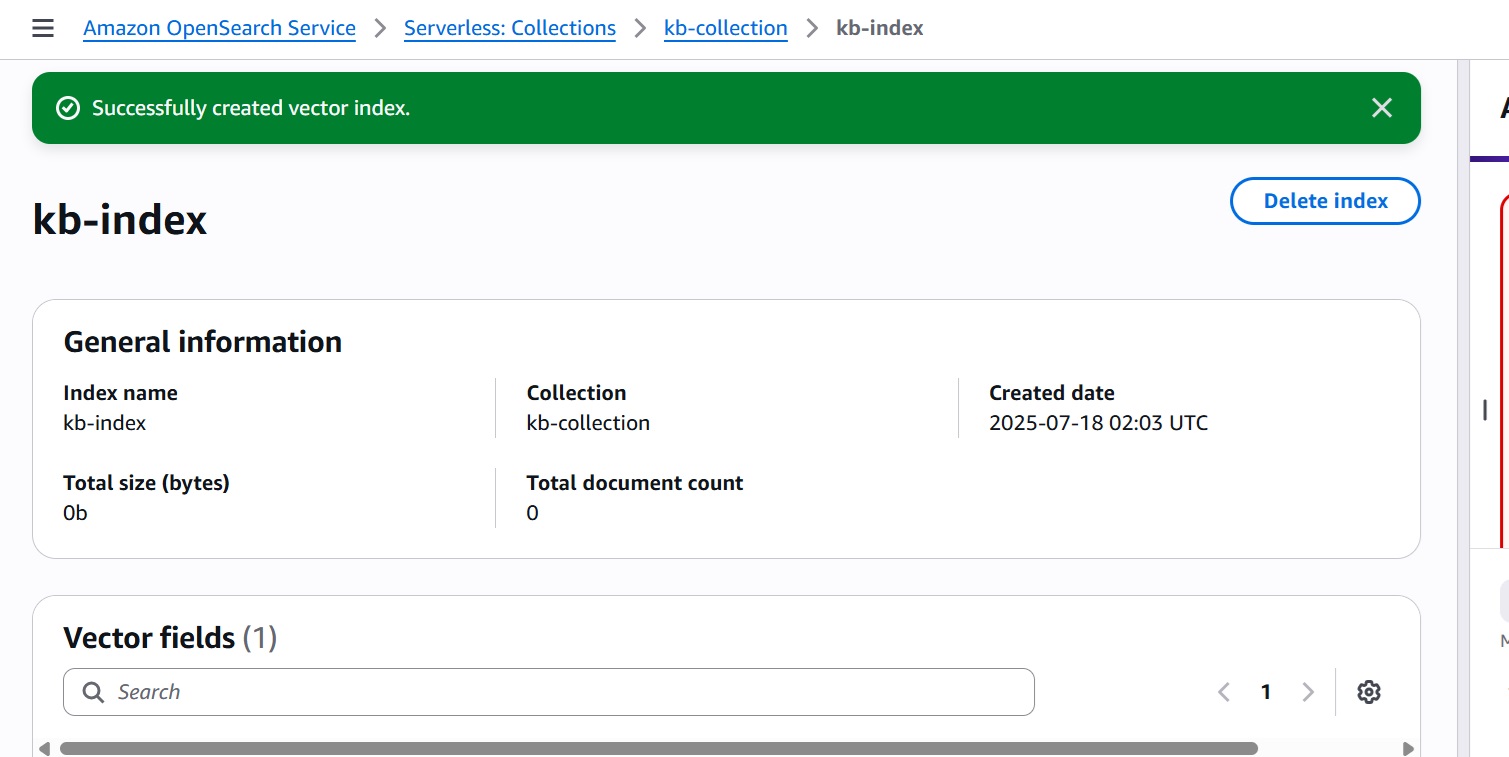 Amazon OpenSearch Service > Serverless: Collections > kb-collection > kb-index
Successfully created vector index.
kb-index
Delete index
General information
Index name
kb-index
Collection
kb-collection
Created date
2025-07-18 02:03 UTC
Total size (bytes)
0b
Total document count
0
Vector fields (1)
Search
1